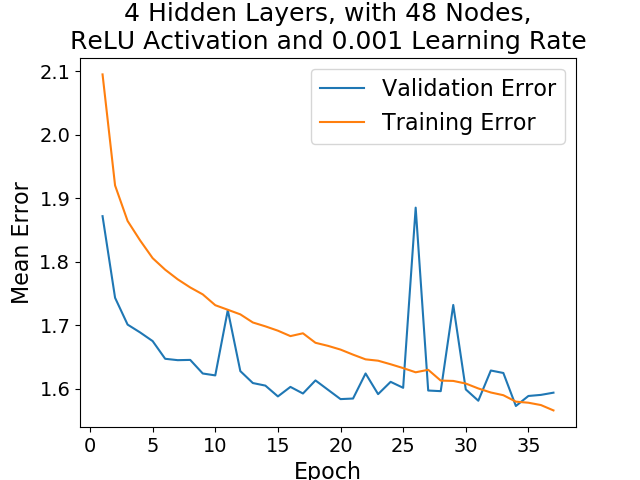 4 Hidden Layers, with 48 Nodes,
ReLU Activation and 0.001 Learning Rate
Validation Error
Training Error
Mean Error
2.1
2.0
1.9
1.8
1.7
1.6
0 5 10 15 20 25 30 35
Epoch